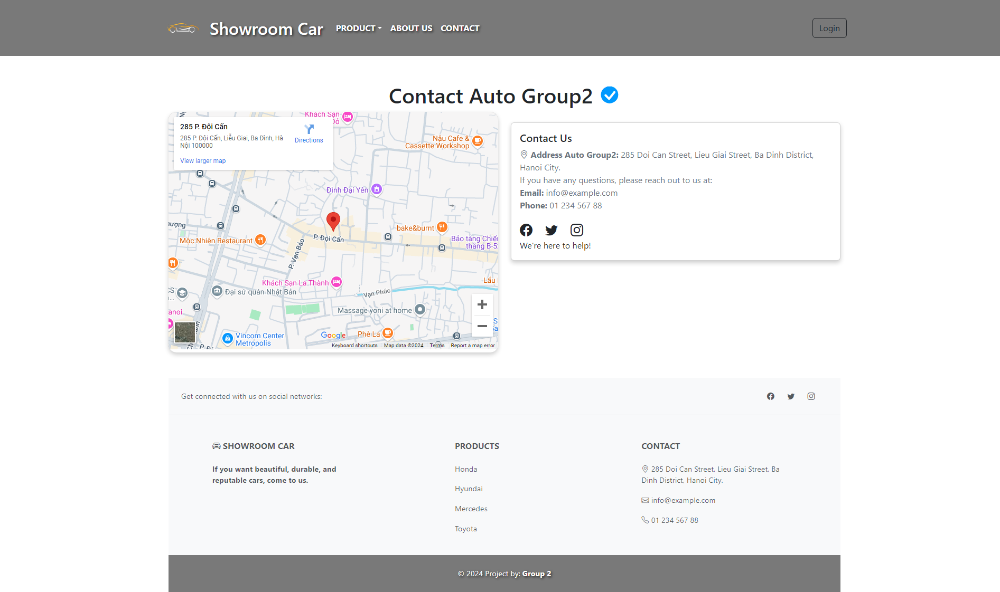 Showroom Car
PRODUCT
ABOUT US
CONTACT
Login
Contact Auto Group2
Khách Sạn
285 P. Đội Cấn
285 P. Đội Cấn, Liễu Giai, Ba Đình, Hà
Nội 100000
Directions
View larger map
Nậu Cafe &
Cassette Workshop
Đình Đại Yên
bake&burnt
Mộc Nhiên Restaurant
P. Đội Cấn
P. Vạn Bảo
Bảo tàng Chiến
thắng B-52
Khách Sạn La Thành
Đại sứ quán Nhật Bản
Vạn Phúc
Lẩu
Massage yoni at home
anoi
Vincom Center
Metropolis
Google
Phê La
Keyboard shortcuts
Map data ©2024
Terms
Report a map error
Contact Us
Address Auto Group2: 285 Doi Can Street, Lieu Giai Street, Ba Dinh District,
Hanoi City.
If you have any questions, please reach out to us at:
Email: info@example.com
Phone: 01 234 567 88
We're here to help!
Get connected with us on social networks:
SHOWROOM CAR
If you want beautiful, durable, and
reputable cars, come to us.
PRODUCTS
Honda
Hyundai
Mercedes
Toyota
CONTACT
285 Doi Can Street, Lieu Giai Street, Ba
Dinh District, Hanoi City.
info@example.com
01 234 567 88
© 2024 Project by: Group 2